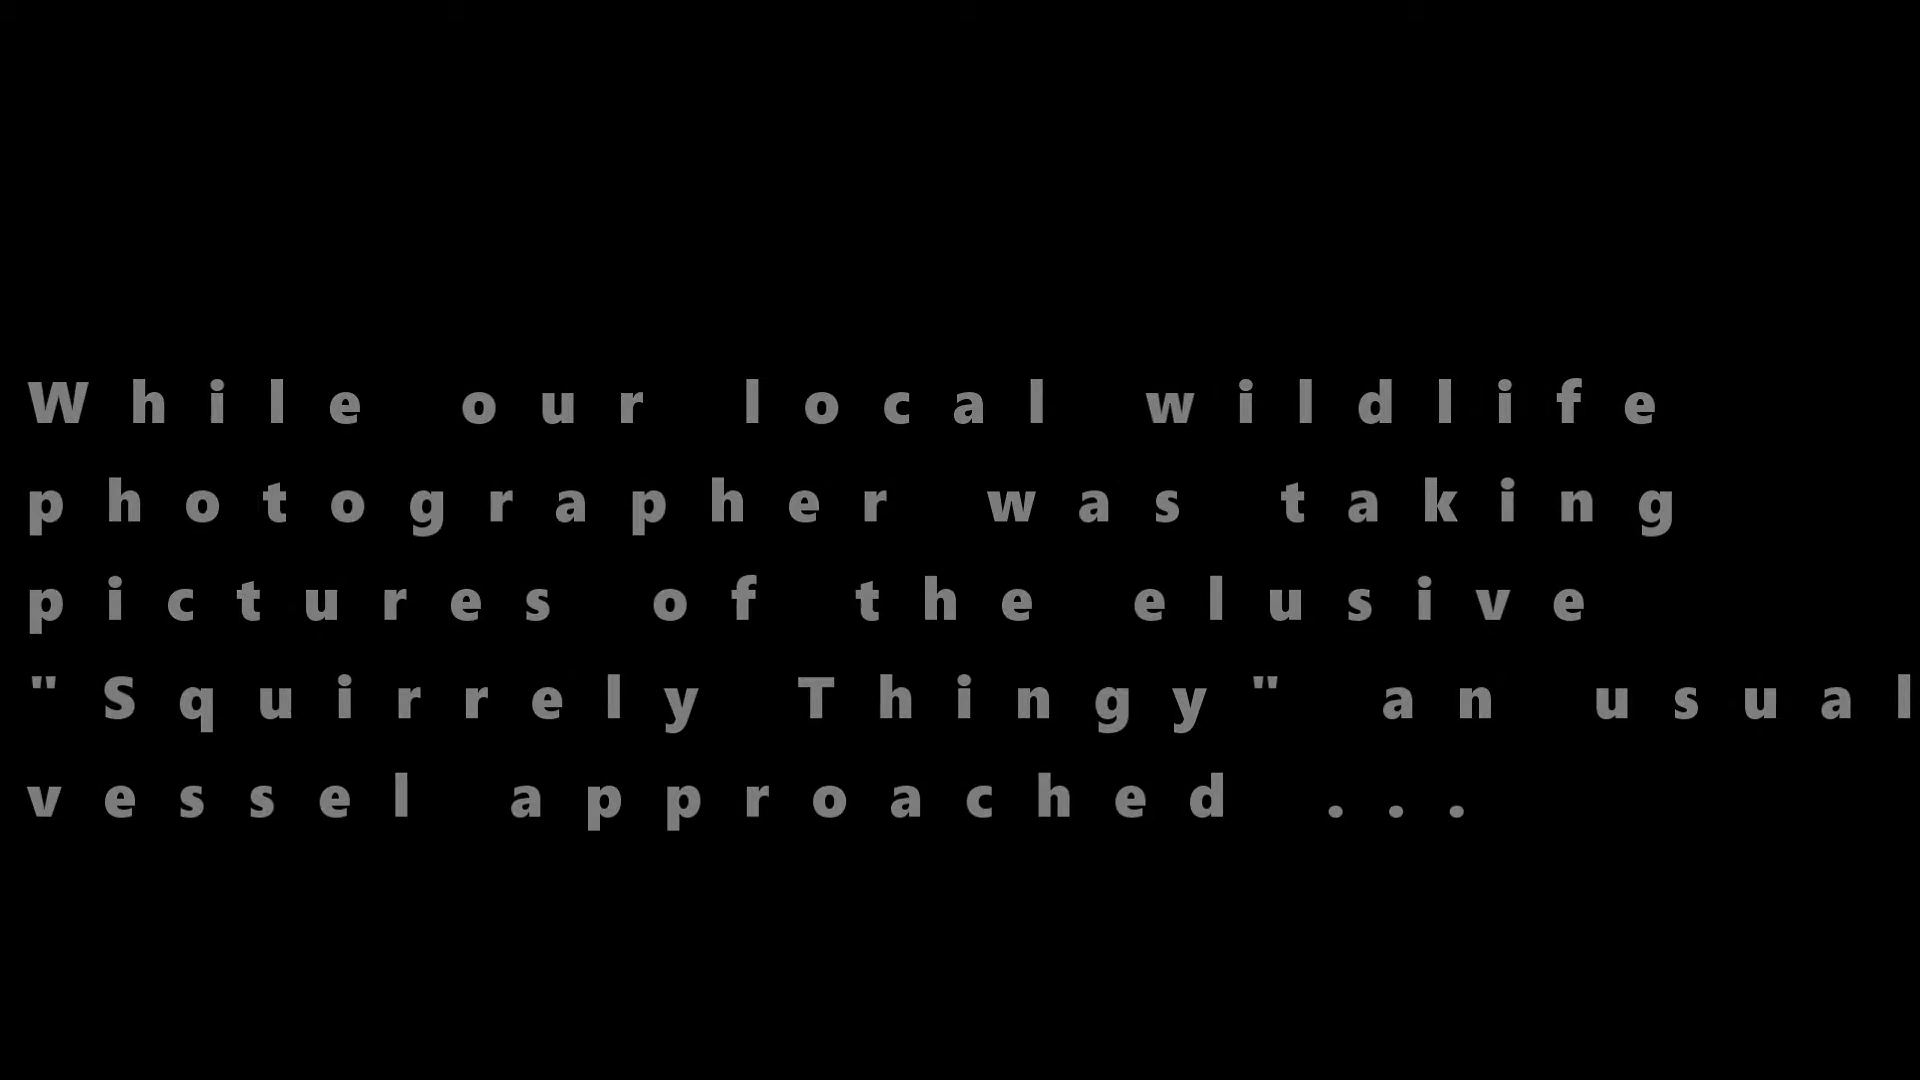 While our local wildlife
photographer was taking
pictures of the elusive
"Squirrely Thingy" an usual
vessel approached ...